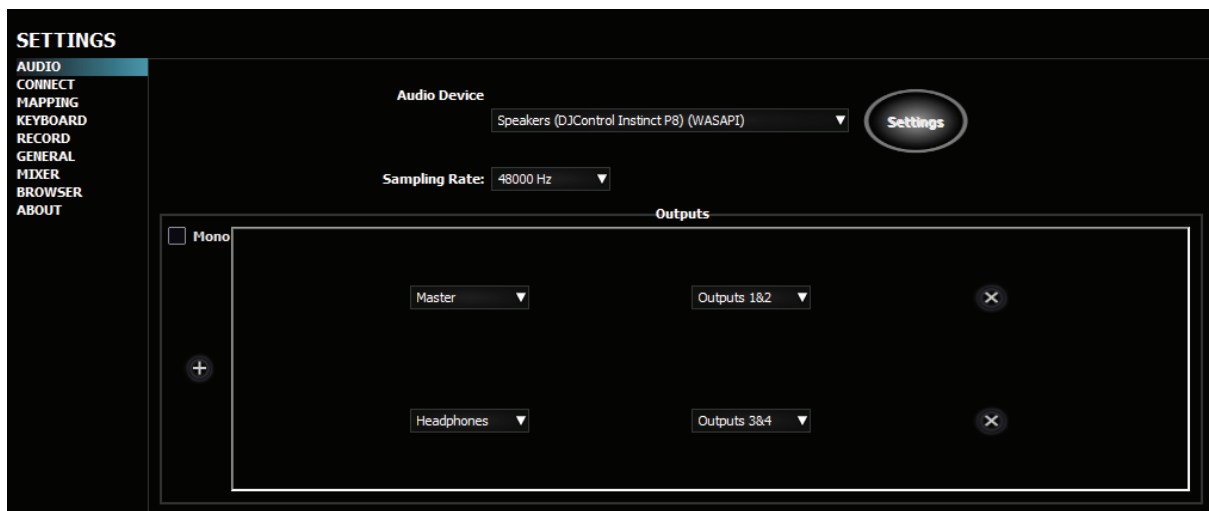 SETTINGS
AUDIO
CONNECT
MAPPING
KEYBOARD
RECORD
GENERAL
MIXER
BROWSER
ABOUT
Audio Device
Speakers (DJControl Instinct P8) (WASAPI)
Settings
Sampling Rate: 48000 Hz
Outputs
Mono
Master Outputs 1&2
Headphones Outputs 3&4